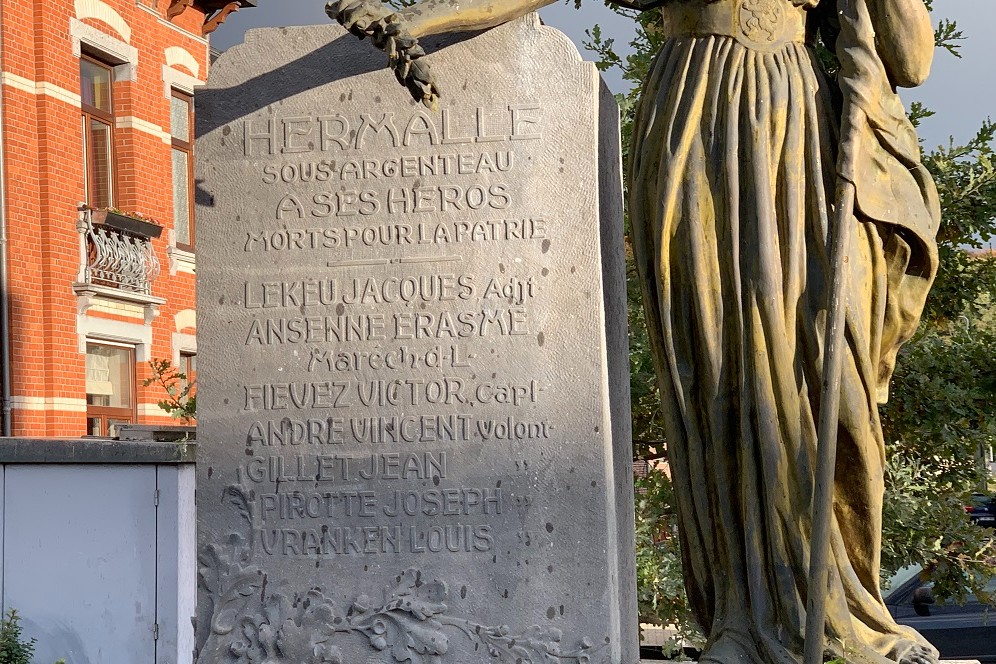 HERMALLE
SOUS-ARGENTEAU
A SES HEROS
MORTS POUR LA PATRIE
LEKEU JACQUES, Adjt
ANSENNE ERASME
Maréch-d-L-
FIEVEZ VICTOR, Capl-
ANDRE VINCENT, Volont-
GILLET JEAN "
PIROTTE JOSEPH "
VRANKEN LOUIS "